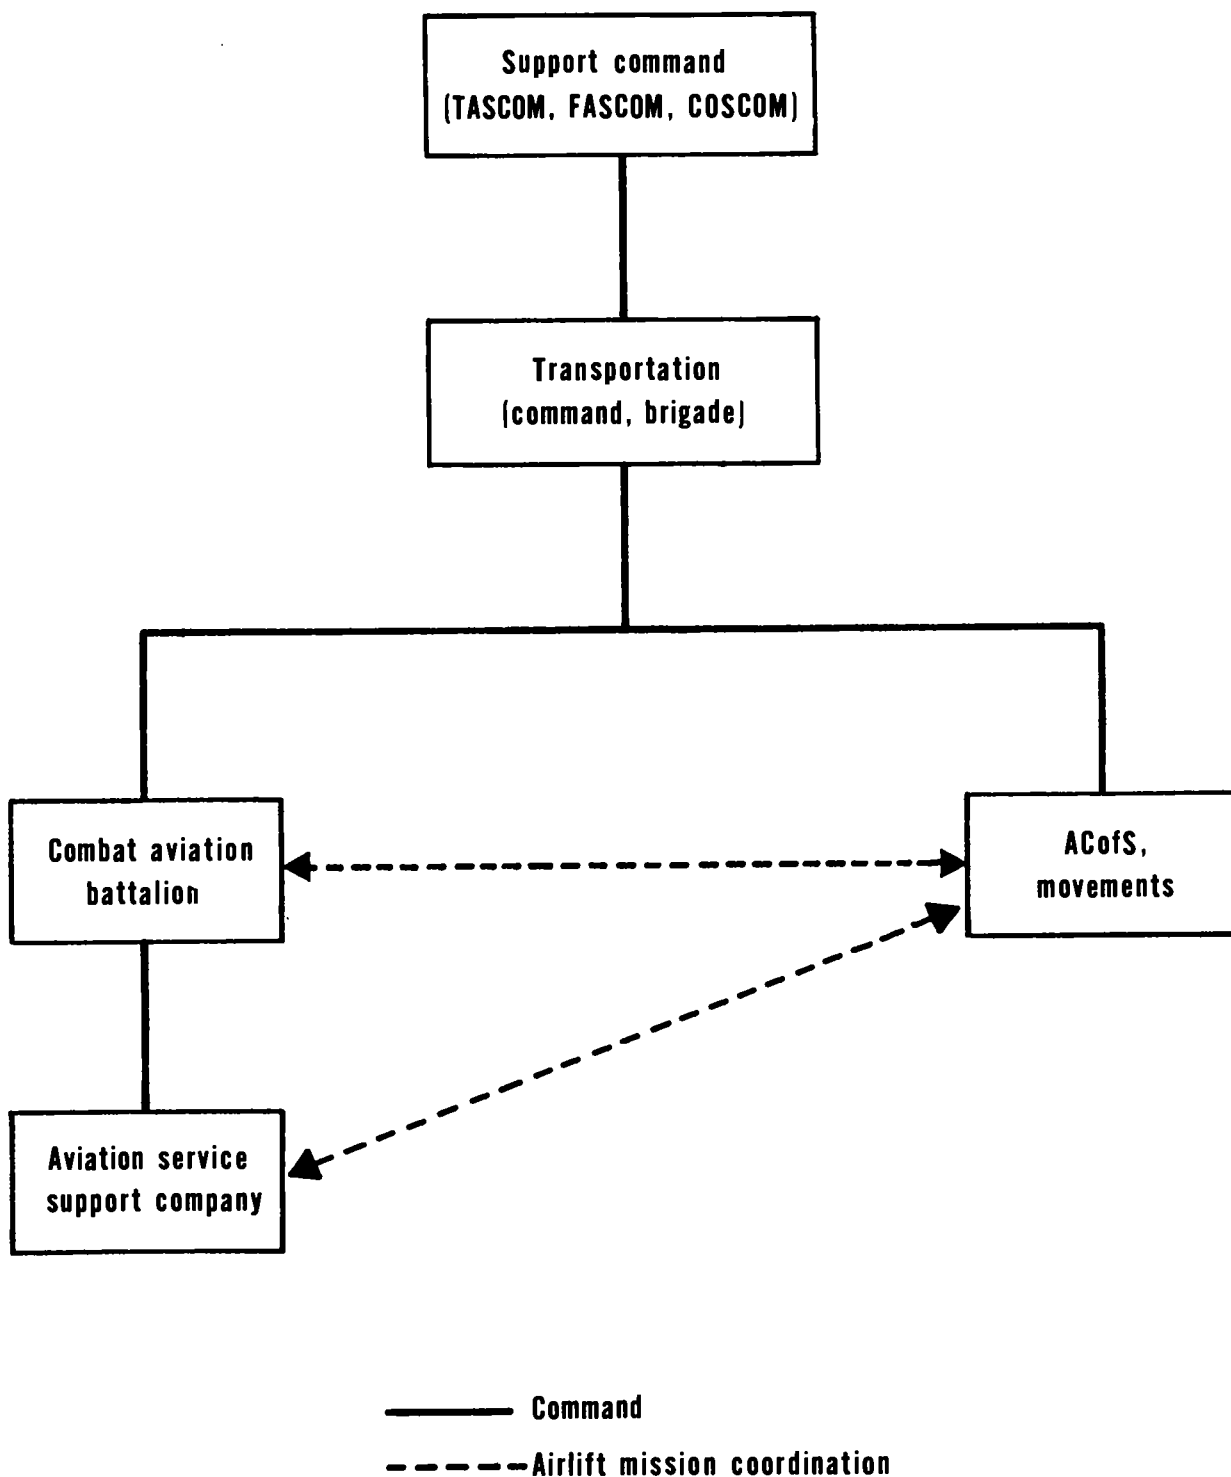 Support command
(TASCOM, FASCOM, COSCOM)
Transportation
(command, brigade)
Combat aviation
battalion
ACofS,
movements
Aviation service
support company
Command
Airlift mission coordination